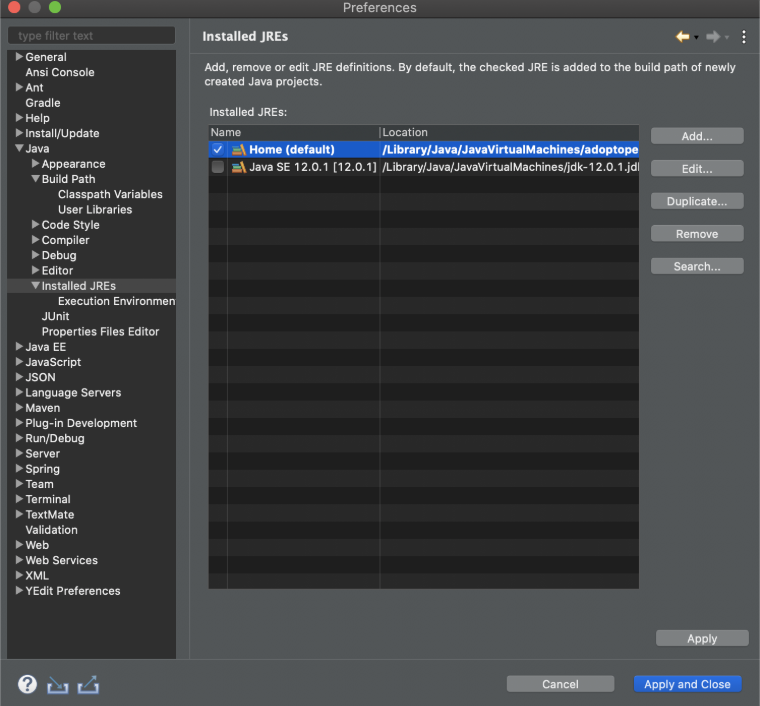 Preferences
type filter text
General
Ansi Console
Ant
Gradle
Help
Install/Update
Java
Appearance
Build Path
Classpath Variables
User Libraries
Code Style
Compiler
Debug
Editor
Installed JREs
Execution Environmen
JUnit
Properties Files Editor
Java EE
JavaScript
JSON
Language Servers
Maven
Plug-in Development
Run/Debug
Server
Spring
Team
Terminal
TextMate
Validation
Web
Web Services
XML
YEdit Preferences
Installed JREs
Add, remove or edit JRE definitions. By default, the checked JRE is added to the build path of newly
created Java projects.
Installed JREs:
Name Location
Home (default) /Library/Java/JavaVirtualMachines/adoptope
Java SE 12.0.1 [12.0.1] /Library/Java/JavaVirtualMachines/jdk-12.0.1.jdk
Add...
Edit...
Duplicate...
Remove
Search...
Apply
?
Cancel
Apply and Close